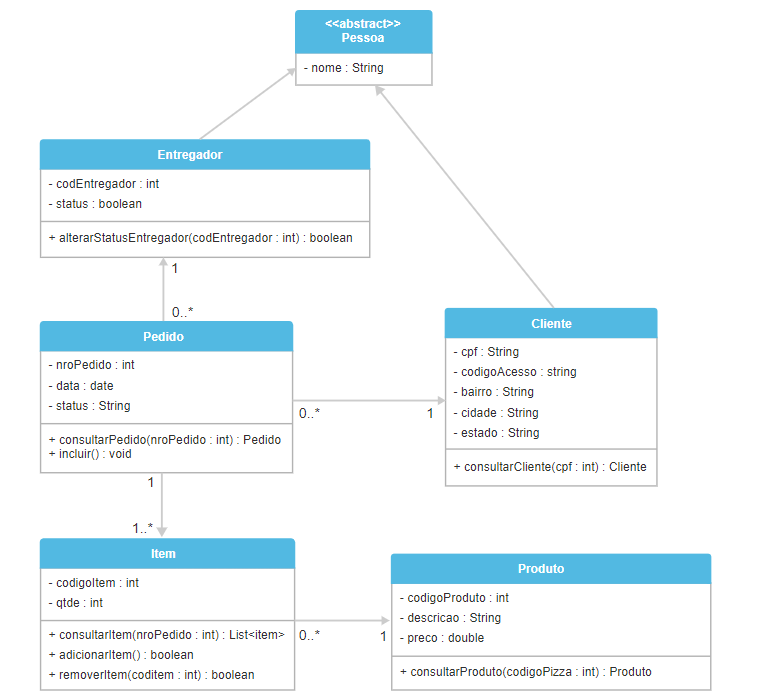 <<abstract>>
Pessoa
- nome : String
Entregador
- codEntregador : int
- status : boolean
+ alterarStatusEntregador(codEntregador : int) : boolean
1
0..*
Pedido
- nroPedido : int
- data : date
- status : String
+ consultarPedido(nroPedido : int) : Pedido
+ incluir() : void
0..*
1
Cliente
- cpf : String
- codigoAcesso : string
- bairro : String
- cidade : String
- estado : String
+ consultarCliente(cpf : int) : Cliente
1
1..*
Item
- codigoItem : int
- qtde : int
+ consultarItem(nroPedido : int) : List<item>
+ adicionarItem() : boolean
+ removerItem(coditem : int) : boolean
0..*
1
Produto
- codigoProduto : int
- descricao : String
- preco : double
+ consultarProduto(codigoPizza : int) : Produto